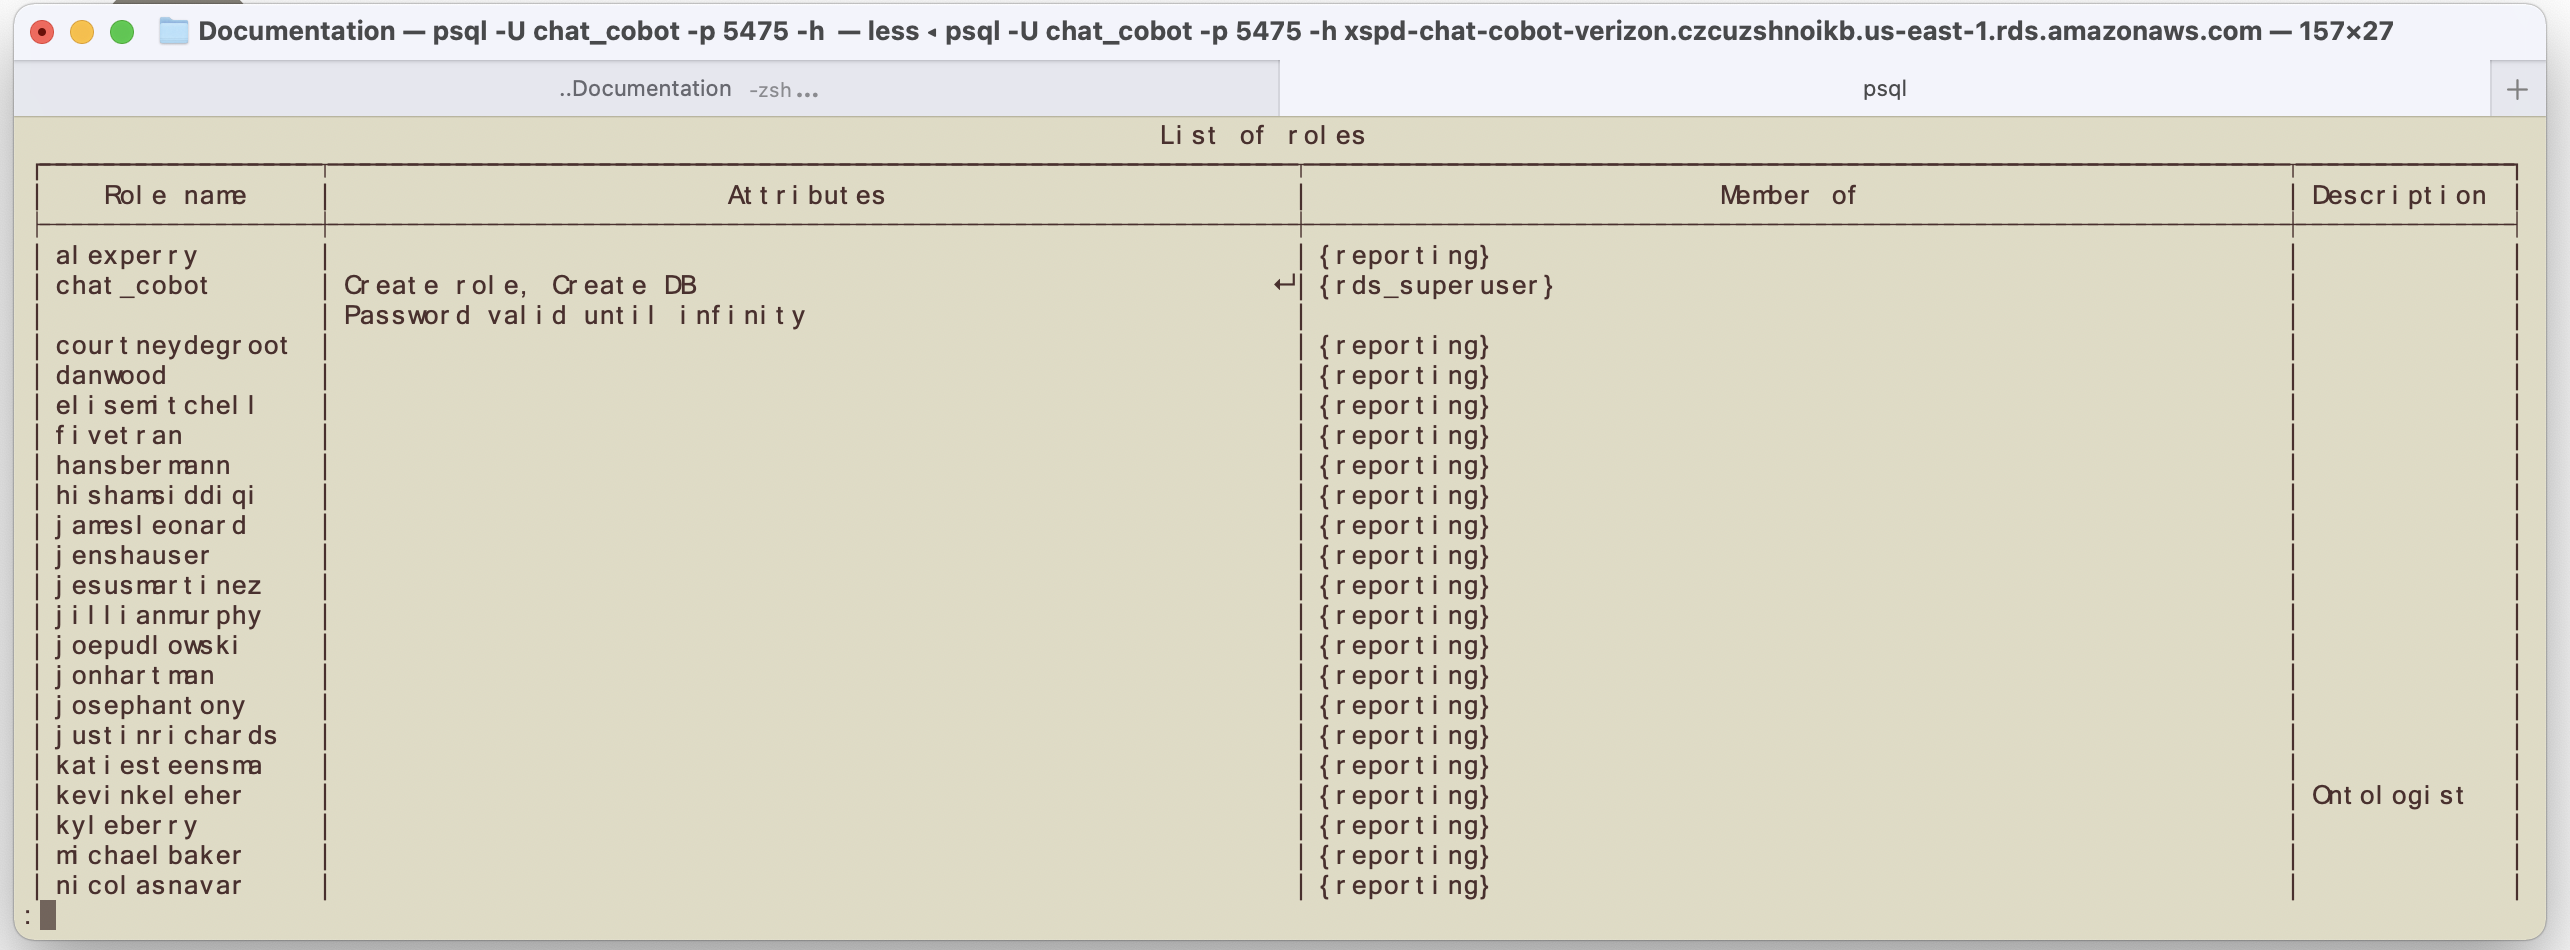 Documentation — psql -U chat_cobot -p 5475 -h — less ◂ psql -U chat_cobot -p 5475 -h xspd-chat-cobot-verizon.czcuzshnoikb.us-east-1.rds.amazonaws.com — 157×27
..Documentation -zsh ... psql +
List of roles
Role name Attributes Member of Description
alexperry {reporting}
chat_cobot Create role, Create DB ↵ {rds_superuser}
Password valid until infinity
courtneydegroot {reporting}
danwood {reporting}
elisemitchell {reporting}
fivetran {reporting}
hansbermann {reporting}
hishamsiddiqi {reporting}
jamesleonard {reporting}
jenshauser {reporting}
jesusmartinez {reporting}
jillianmurphy {reporting}
joepudlowski {reporting}
jonhartman {reporting}
josephantony {reporting}
justinrichards {reporting}
katiesteensma {reporting}
kevinkeleher {reporting} Ontologist
kyleberry {reporting}
michaelbaker {reporting}
nicolasnavar {reporting}
: